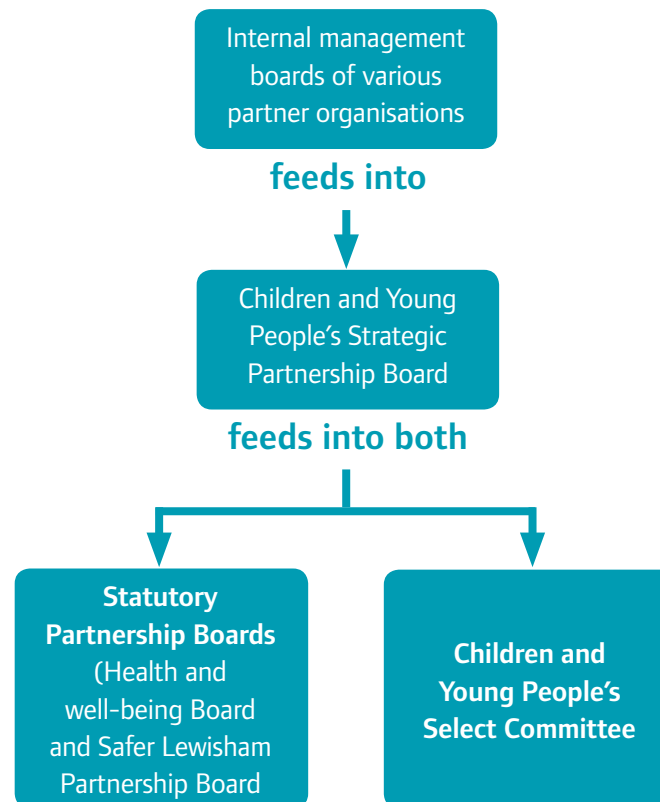 Internal management
boards of various
partner organisations
feeds into
Children and Young
People’s Strategic
Partnership Board
feeds into both
Statutory
Partnership Boards
(Health and
well-being Board
and Safer Lewisham
Partnership Board
Children and
Young People’s
Select Committee